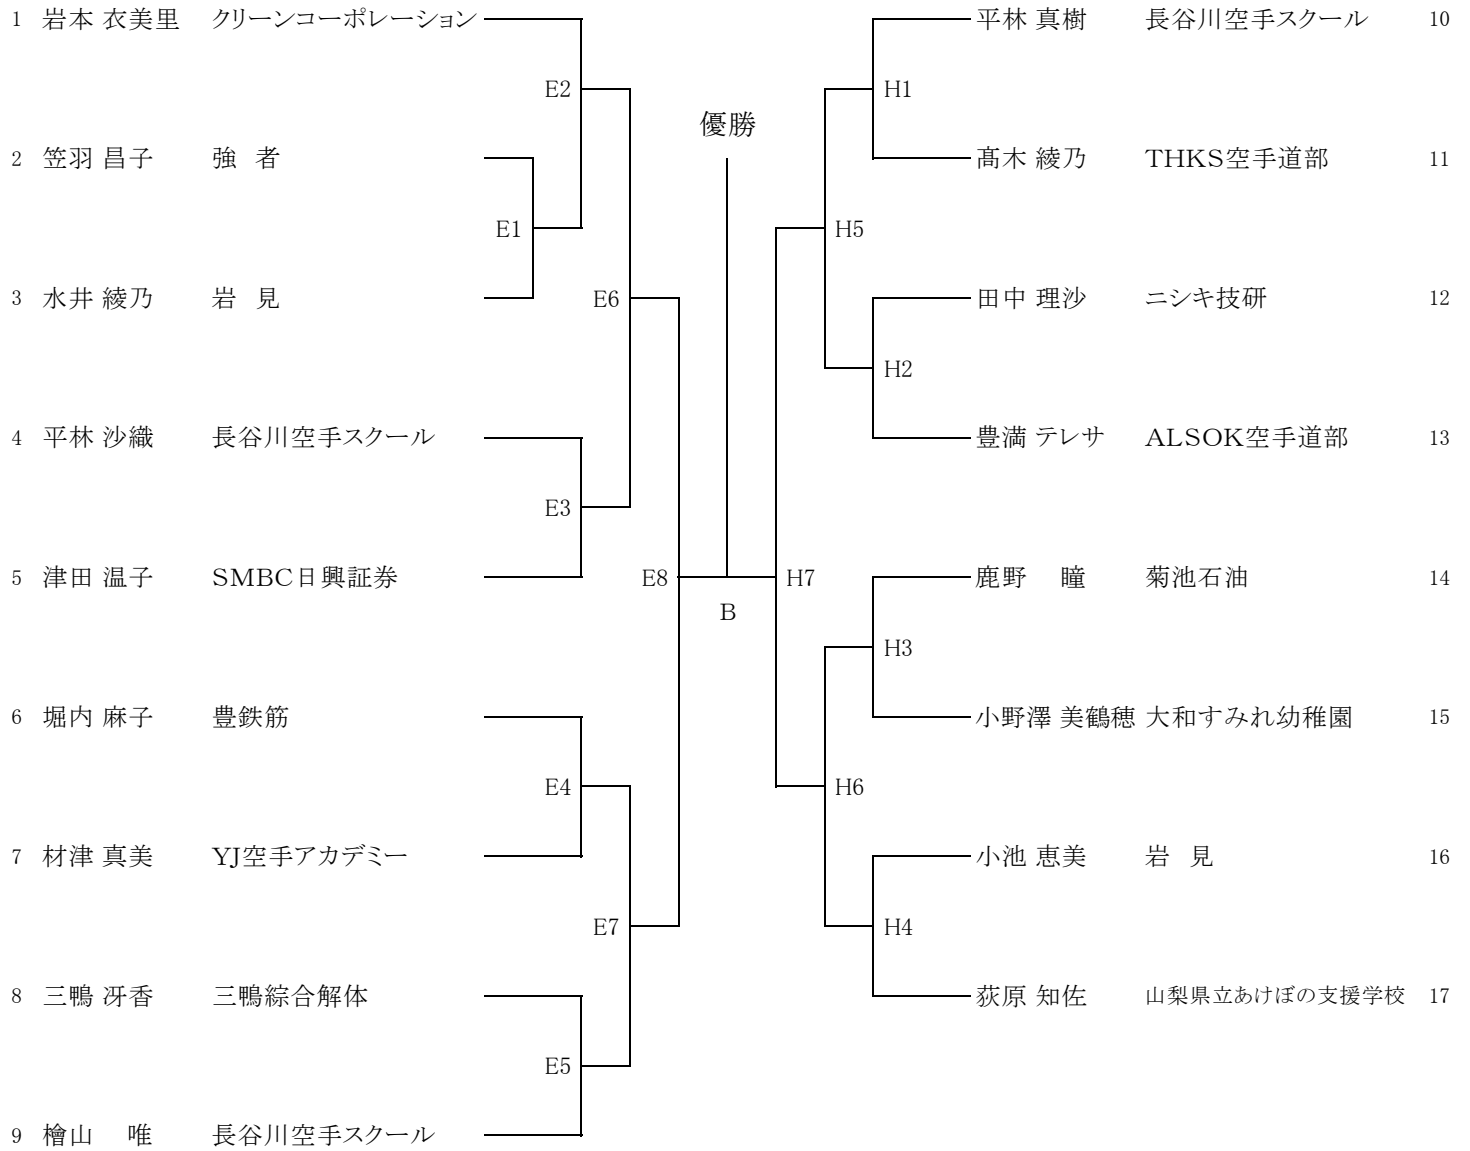 1 岩本 衣美里 クリーンコーポレーション
E2
2 笠羽 昌子 強 者
E1
3 水井 綾乃 岩 見
E6
4 平林 沙織 長谷川空手スクール
E3
5 津田 温子 SMBC日興証券
E8
6 堀内 麻子 豊鉄筋
E4
7 材津 真美 YJ空手アカデミー
E7
8 三鴨 冴香 三鴨綜合解体
E5
9 檜山 唯 長谷川空手スクール
優勝
B
平林 真樹 長谷川空手スクール 10
H1
髙木 綾乃 THKS空手道部 11
H5
田中 理沙 ニシキ技研 12
H2
豊満 テレサ ALSOK空手道部 13
H7
鹿野 瞳 菊池石油 14
H3
小野澤 美鶴穂 大和すみれ幼稚園 15
H6
小池 恵美 岩 見 16
H4
荻原 知佐 山梨県立あけぼの支援学校 17